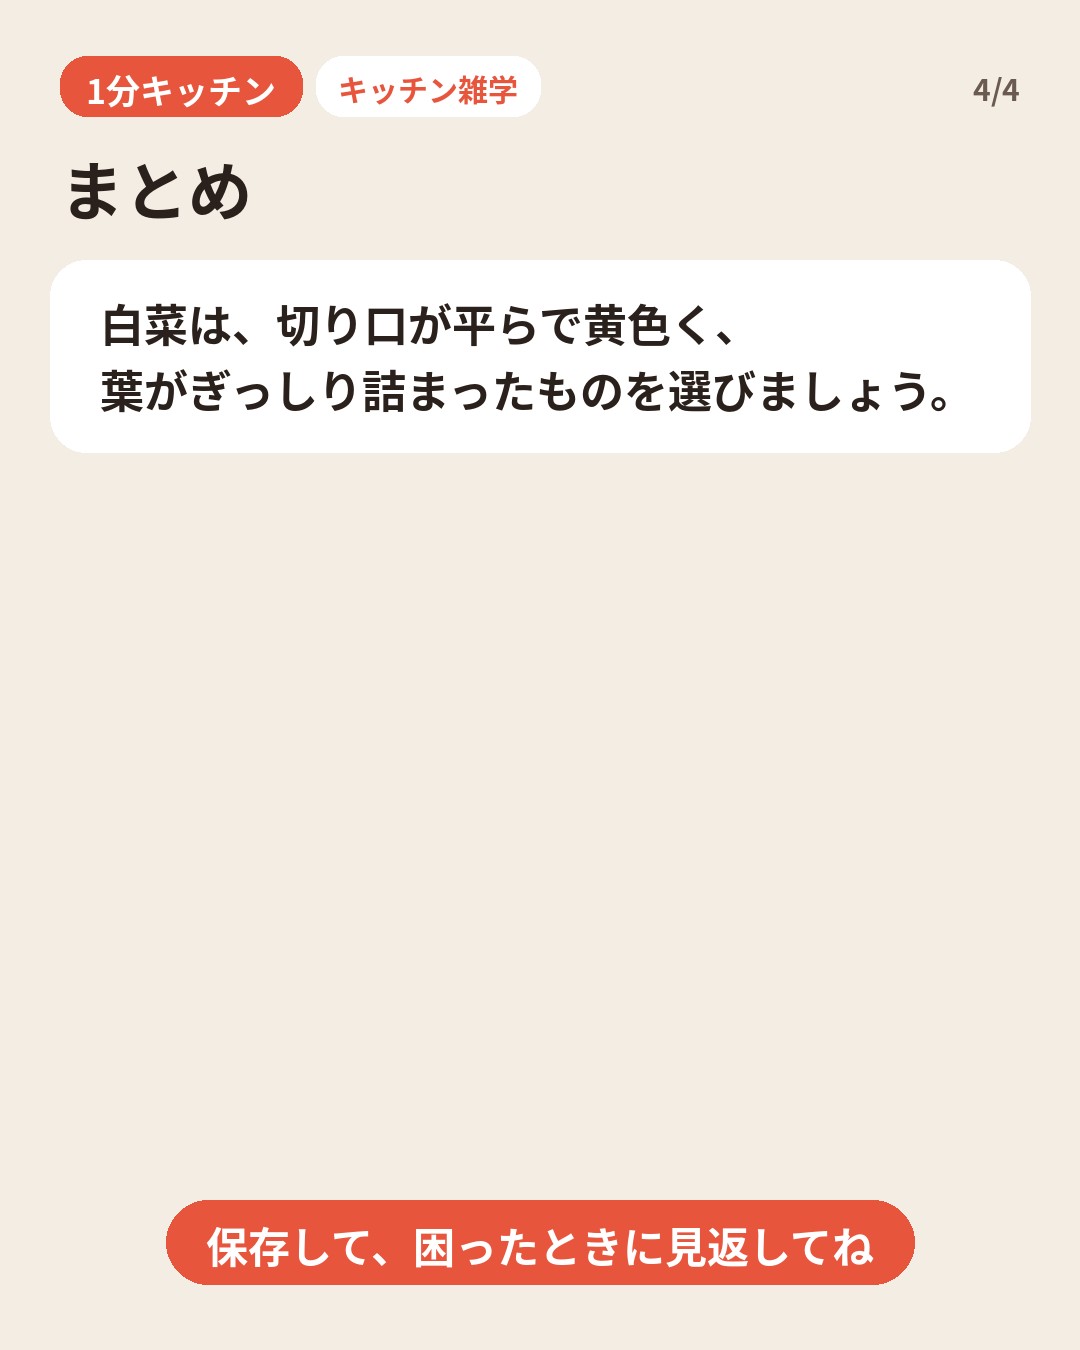 1分キッチン
キッチン雑学
4/4
まとめ
白菜は、切り口が平らで黄色く、
葉がぎっしり詰まったものを選びましょう。
保存して、困ったときに見返してね